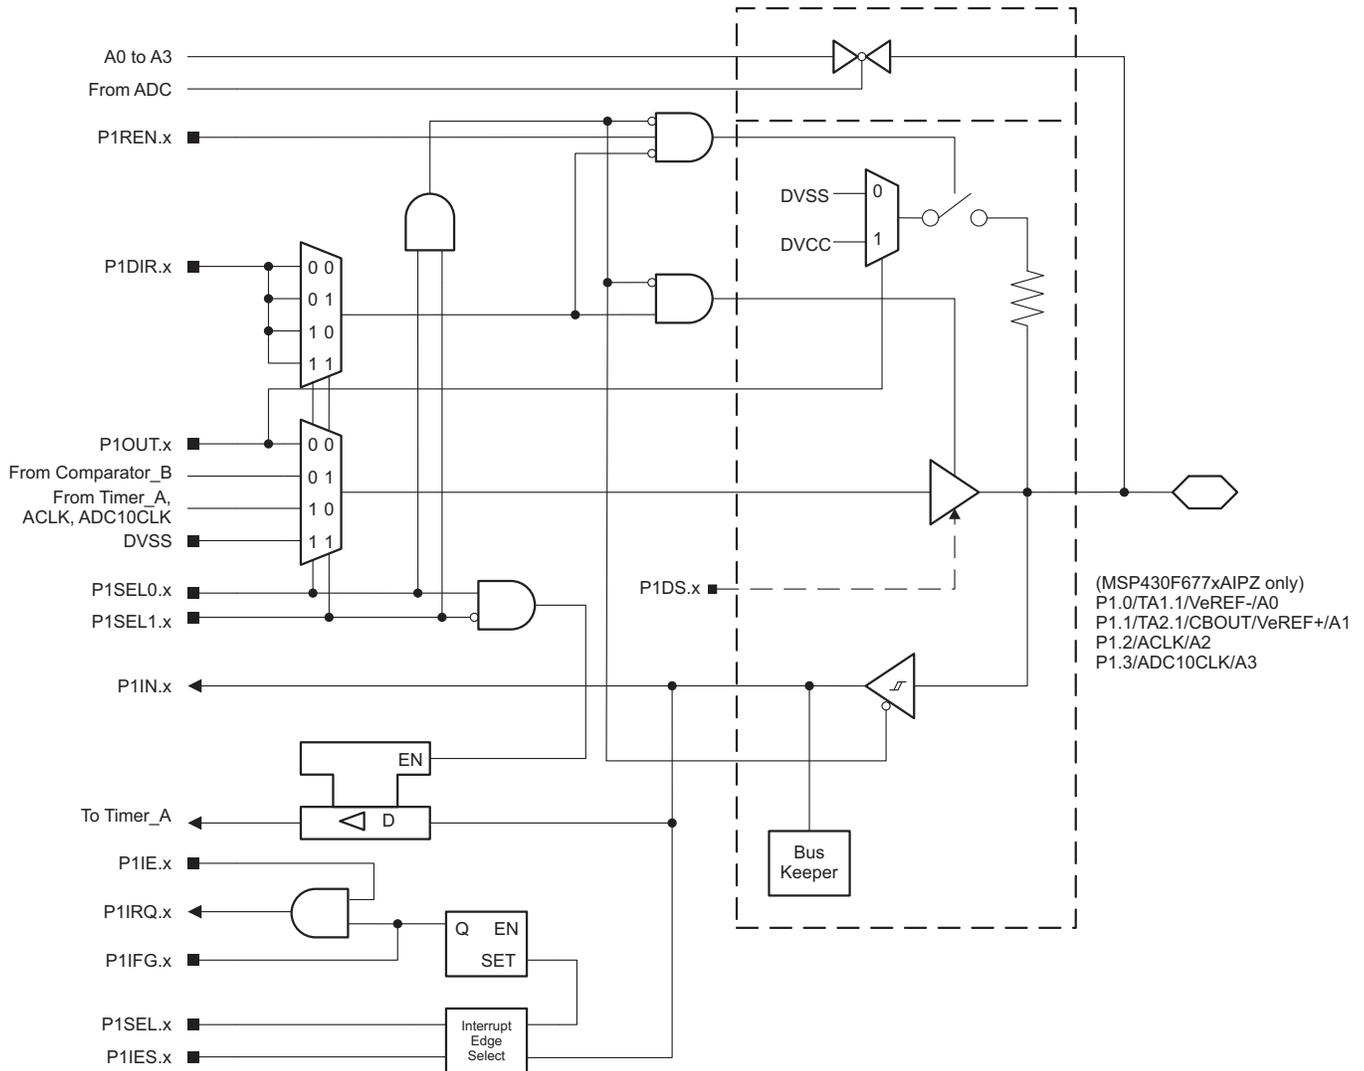 A0 to A3
From ADC
P1REN.x
DVSS
0
DVCC
1
P1DIR.x
0 0
0 1
1 0
1 1
P1OUT.x
0 0
From Comparator_B
0 1
From Timer_A,
ACLK, ADC10CLK
1 0
DVSS
1 1
P1SEL0.x
P1SEL1.x
P1DS.x
(MSP430F677xAIPZ only)
P1.0/TA1.1/VeREF-/A0
P1.1/TA2.1/CBOUT/VeREF+/A1
P1.2/ACLK/A2
P1.3/ADC10CLK/A3
P1IN.x
EN
To Timer_A
D
Bus
Keeper
P1IE.x
P1IRQ.x
Q EN
SET
P1IFG.x
P1SEL.x
P1IES.x
Interrupt
Edge
Select